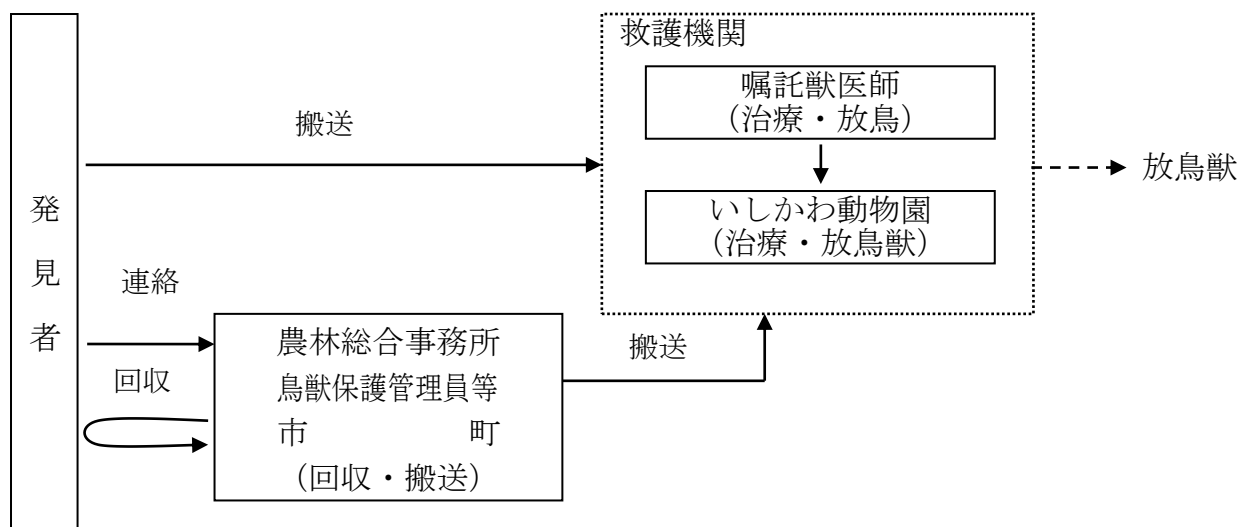 救護機関
嘱託獣医師
(治療・放鳥)
搬送
放鳥獣
いしかわ動物園
(治療・放鳥獣)
発見者
連絡
農林総合事務所
搬送
回収
鳥獣保護管理員等
市 町
(回収・搬送)